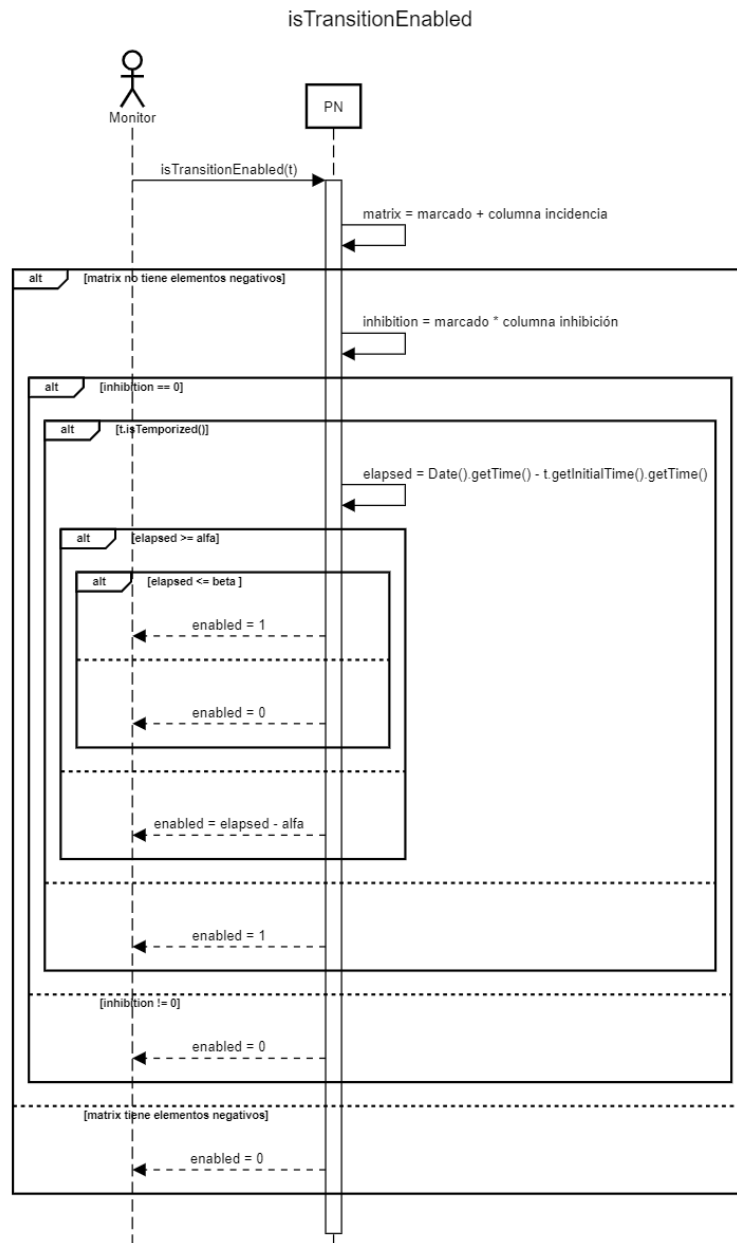 isTransitionEnabled
Monitor
PN
isTransitionEnabled(t)
matrix = marcado + columna incidencia
alt
[matrix no tiene elementos negativos]
inhibition = marcado * columna inhibición
alt
[inhibition == 0]
alt
[t.isTemporized()]
elapsed = Date().getTime() - t.getInitialTime().getTime()
alt
[elapsed >= alfa]
alt
[elapsed <= beta ]
enabled = 1
enabled = 0
enabled = elapsed - alfa
enabled = 1
[inhibition != 0]
enabled = 0
[matrix tiene elementos negativos]
enabled = 0